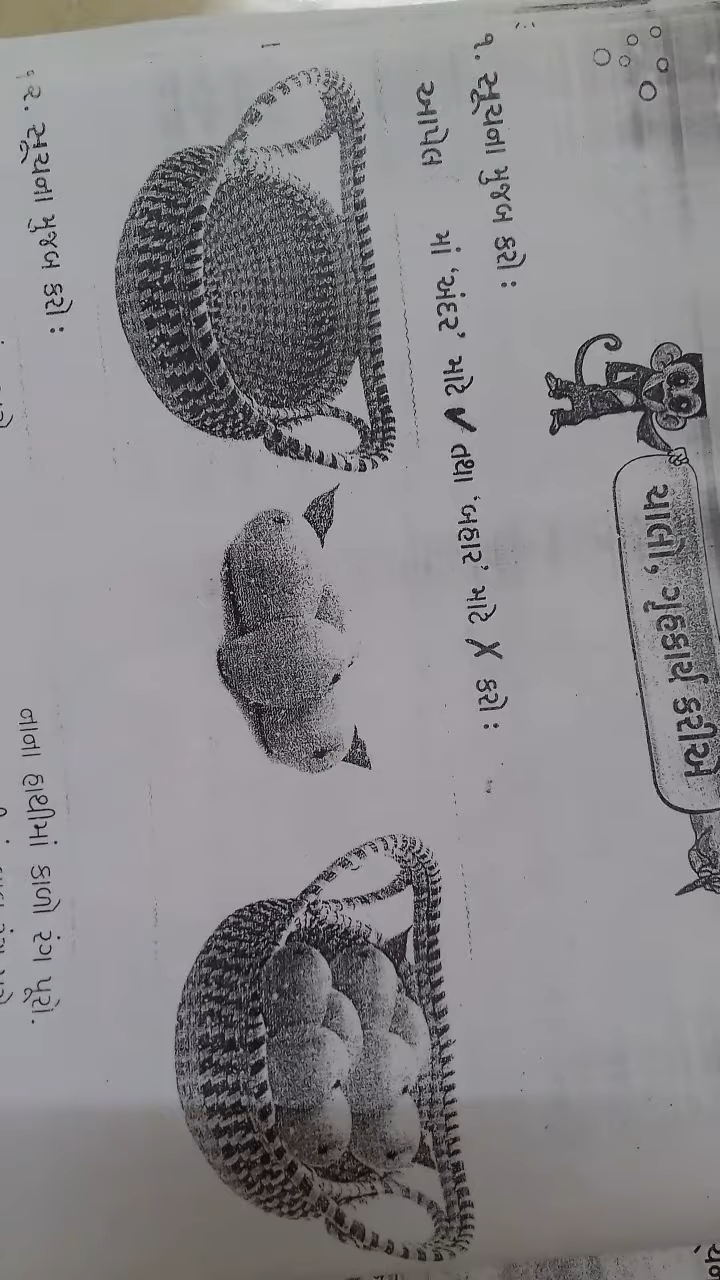 ચાલો, ગૃહકાર્ય કરીએ
૧. સૂચના મુજબ કરો :
આપેલ માં 'અંદર' માટે ✓ તથા 'બહાર' માટે X કરો :
૧૨. સૂચના મુજબ કરો :
નાના હાથીમાં કાળો રંગ પૂરો.